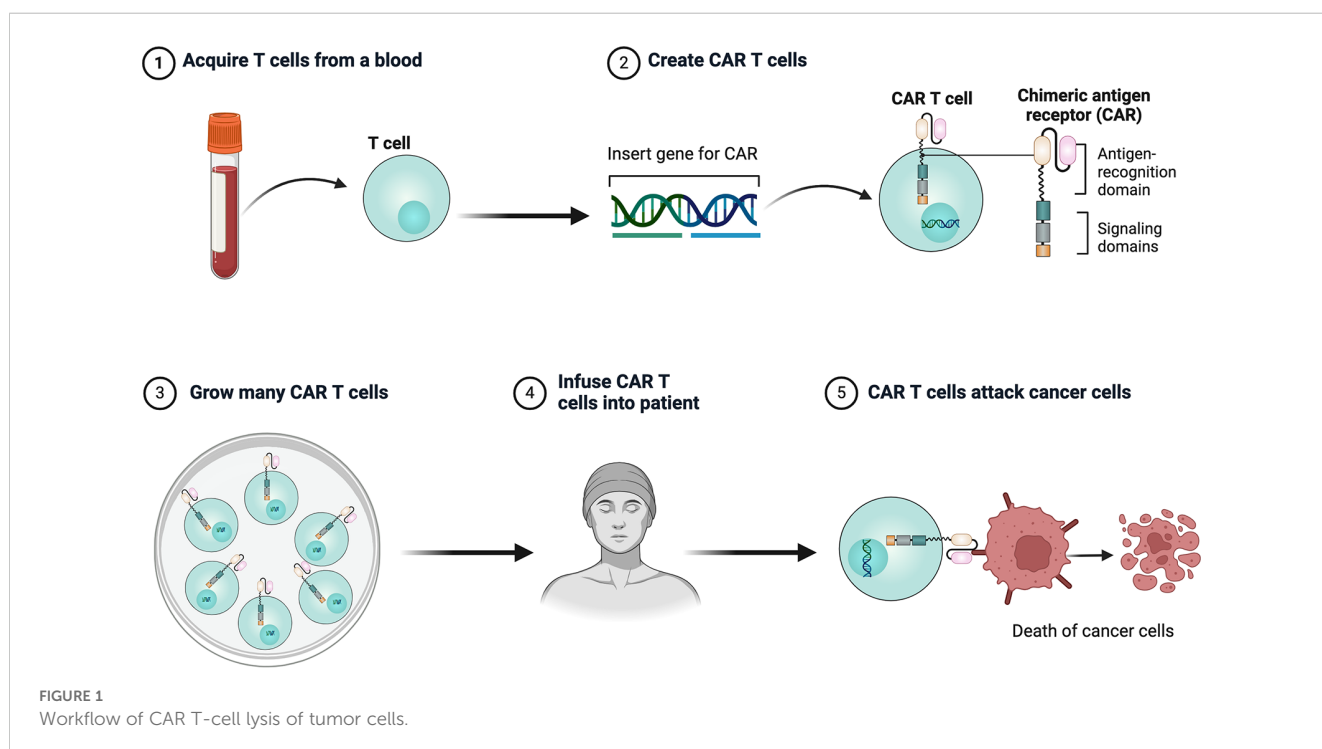 1 Acquire T cells from a blood
T cell
2 Create CAR T cells
Insert gene for CAR
CAR T cell
Chimeric antigen
receptor (CAR)
Antigen-
recognition
domain
Signaling
domains
3 Grow many CAR T cells
4 Infuse CAR T
cells into patient
5 CAR T cells attack cancer cells
Death of cancer cells
FIGURE 1
Workflow of CAR T-cell lysis of tumor cells.